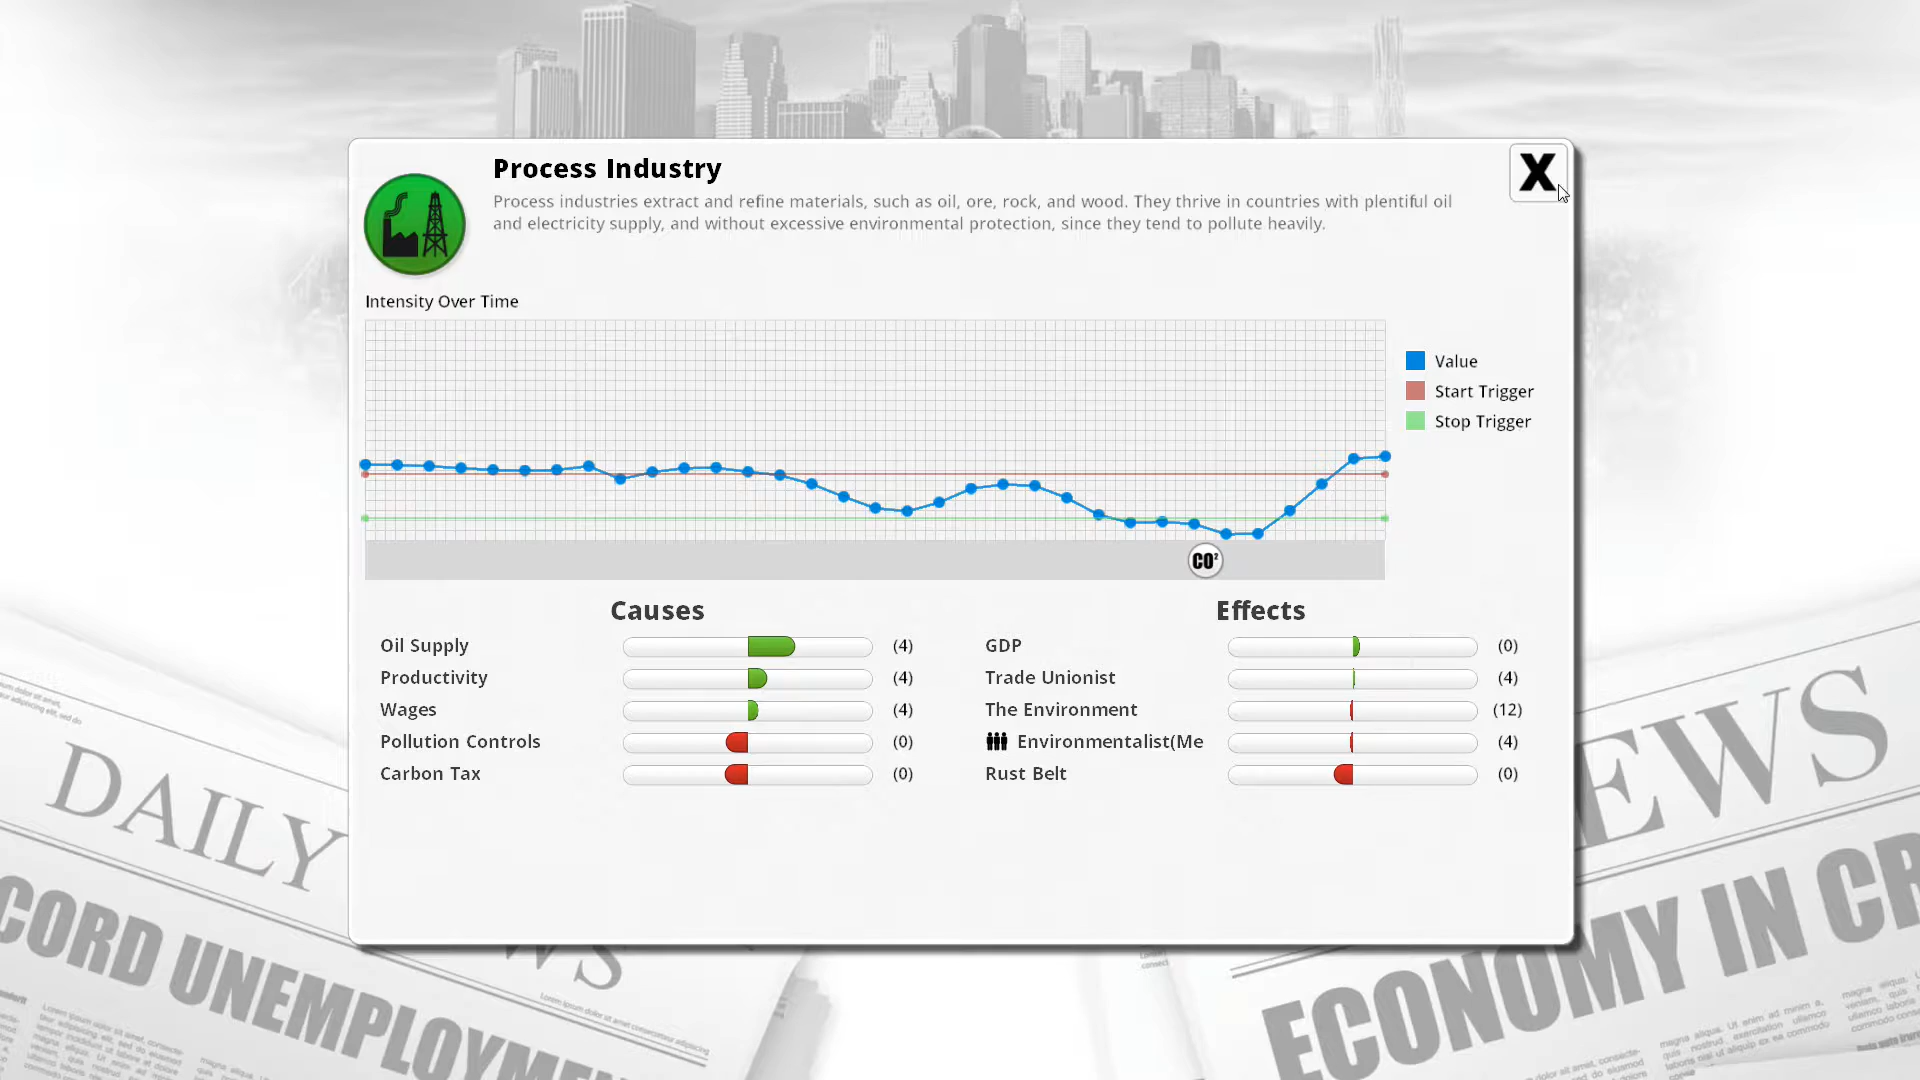 Process Industry
X
Process industries extract and refine materials, such as oil, ore, rock, and wood. They thrive in countries with plentiful oil
and electricity supply, and without excessive environmental protection, since they tend to pollute heavily.
Intensity Over Time
Value
Start Trigger
Stop Trigger
CO²
Causes
Oil Supply (4)
Productivity (4)
Wages (4)
Pollution Controls (0)
Carbon Tax (0)
Effects
GDP (0)
Trade Unionist (4)
The Environment (12)
Environmentalist(Me (4)
Rust Belt (0)
DAILY
WS
CORD UNEMPLOYME
EWS
ECONOMY IN CR